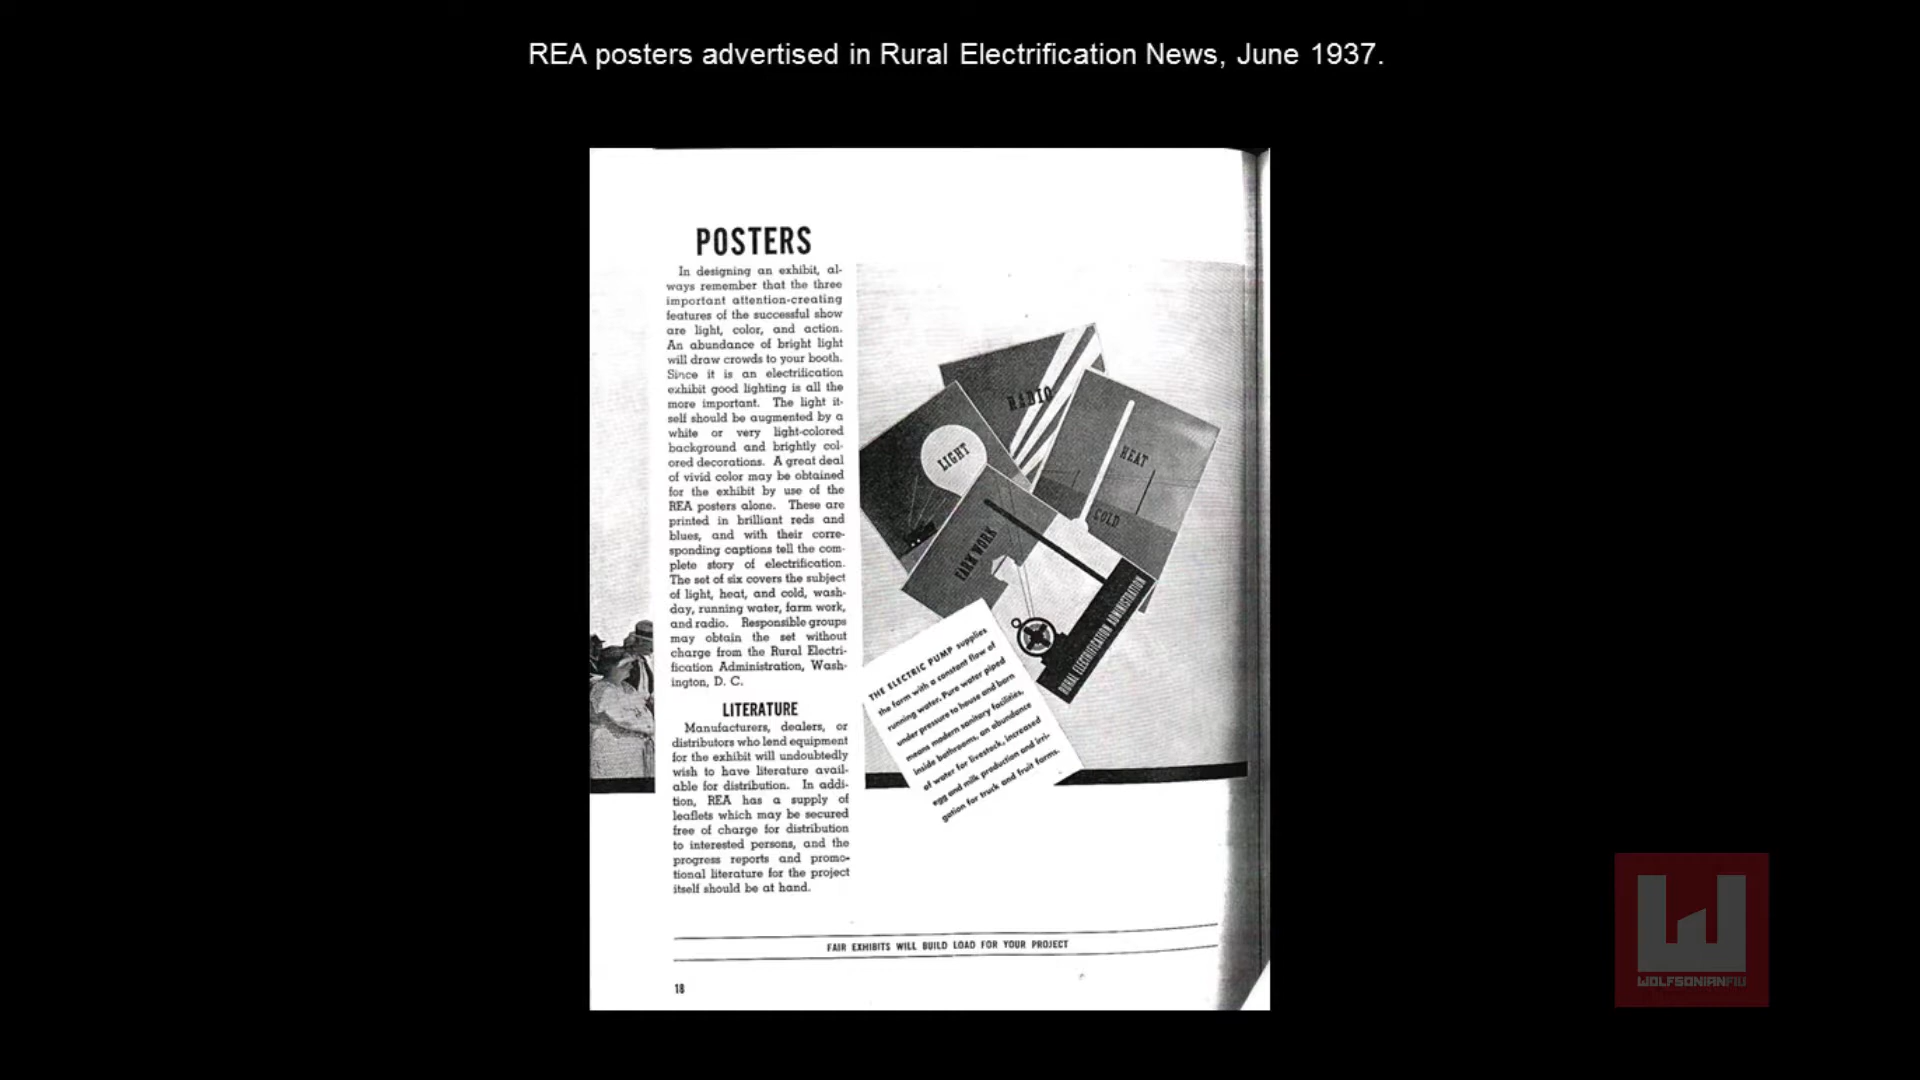 REA posters advertised in Rural Electrification News, June 1937.
POSTERS
In designing an exhibit, al-
ways remember that the three
important attention-creating
features of the successful show
are light, color, and action.
An abundance of bright light
will draw crowds to your booth.
Since it is an electrification
exhibit good lighting is all the
more important. The light it-
self should be augmented by a
white or very light-colored
background and brightly col-
ored decorations. A great deal
of vivid color may be obtained
for the exhibit by use of the
REA posters alone. These are
printed in brilliant reds and
blues, and with their corre-
sponding captions tell the com-
plete story of electrification.
The set of six covers the subject
of light, heat, and cold, wash-
day, running water, farm work,
and radio. Responsible groups
may obtain the set without
charge from the Rural Electri-
fication Administration, Wash-
ington, D. C.
LITERATURE
Manufacturers, dealers, or
distributors who lend equipment
for the exhibit will undoubtedly
wish to have literature avail-
able for distribution. In addi-
tion, REA has a supply of
leaflets which may be secured
free of charge for distribution
to interested persons, and the
progress reports and promo-
tional literature for the project
itself should be at hand.
RADIO
LIGHT
HEAT
COLD
FARM WORK
RURAL ELECTRIFICATION ADMINISTRATION
THE ELECTRIC PUMP supplies
the farm with a constant flow of
running water. Pure water piped
under pressure to house and barn
means modern sanitary facilities,
inside bathrooms, an abundance
of water for livestock, increased
egg and milk production and irri-
gation for truck and fruit farms.
FAIR EXHIBITS WILL BUILD LOAD FOR YOUR PROJECT
18
WOLFSONIANFIU